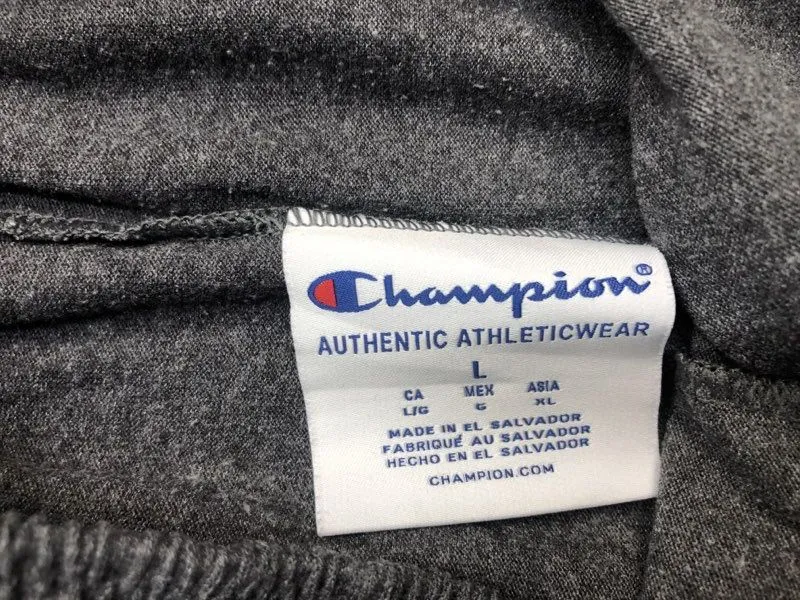 Champion®
AUTHENTIC ATHLETICWEAR
L
CA MEX ASIA
L/G G XL
MADE IN EL SALVADOR
FABRIQUÉ AU SALVADOR
HECHO EN EL SALVADOR
CHAMPION.COM